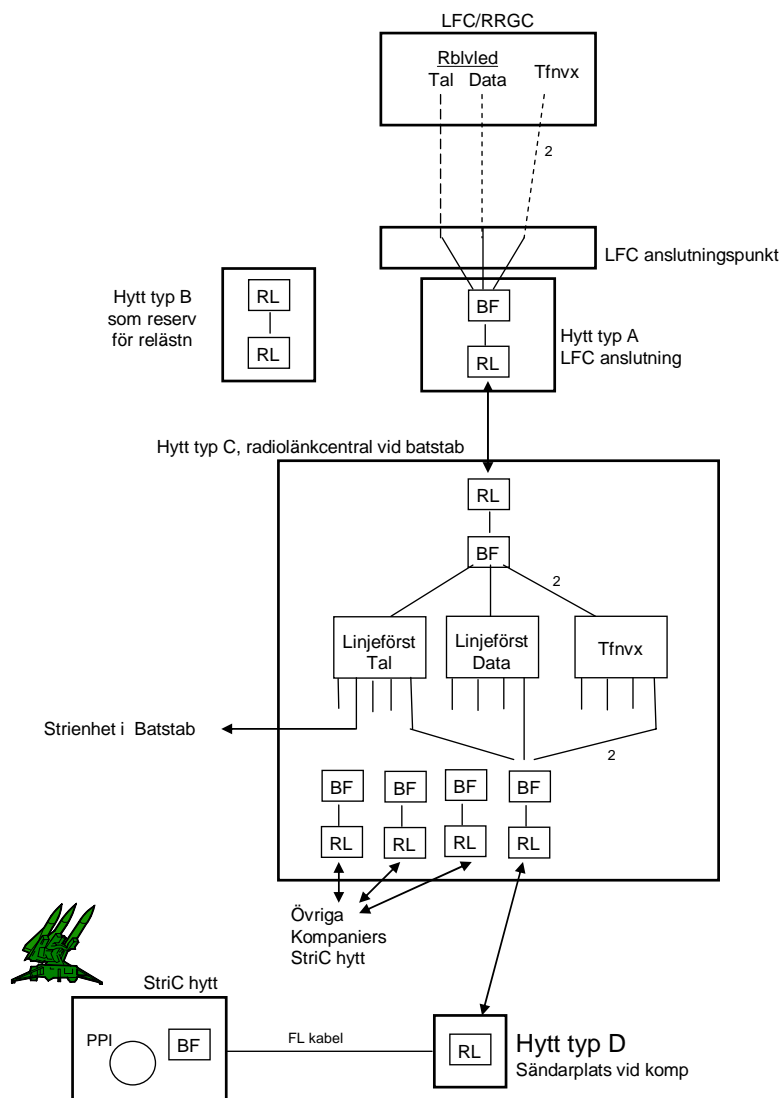 LFC/RRGC
Rblvled
Tal Data
Tfnvx
2
LFC anslutningspunkt
Hytt typ B
som reserv
för relästn
RL
RL
BF
RL
Hytt typ A
LFC anslutning
Hytt typ C, radiolänkcentral vid batstab
RL
BF
2
Linjeförst
Tal
Linjeförst
Data
Tfnvx
Strienhet i Batstab
2
BF BF BF BF
RL RL RL RL
Övriga
Kompaniers
StriC hytt
StriC hytt
PPI
BF
FL kabel
RL
Hytt typ D
Sändarplats vid komp